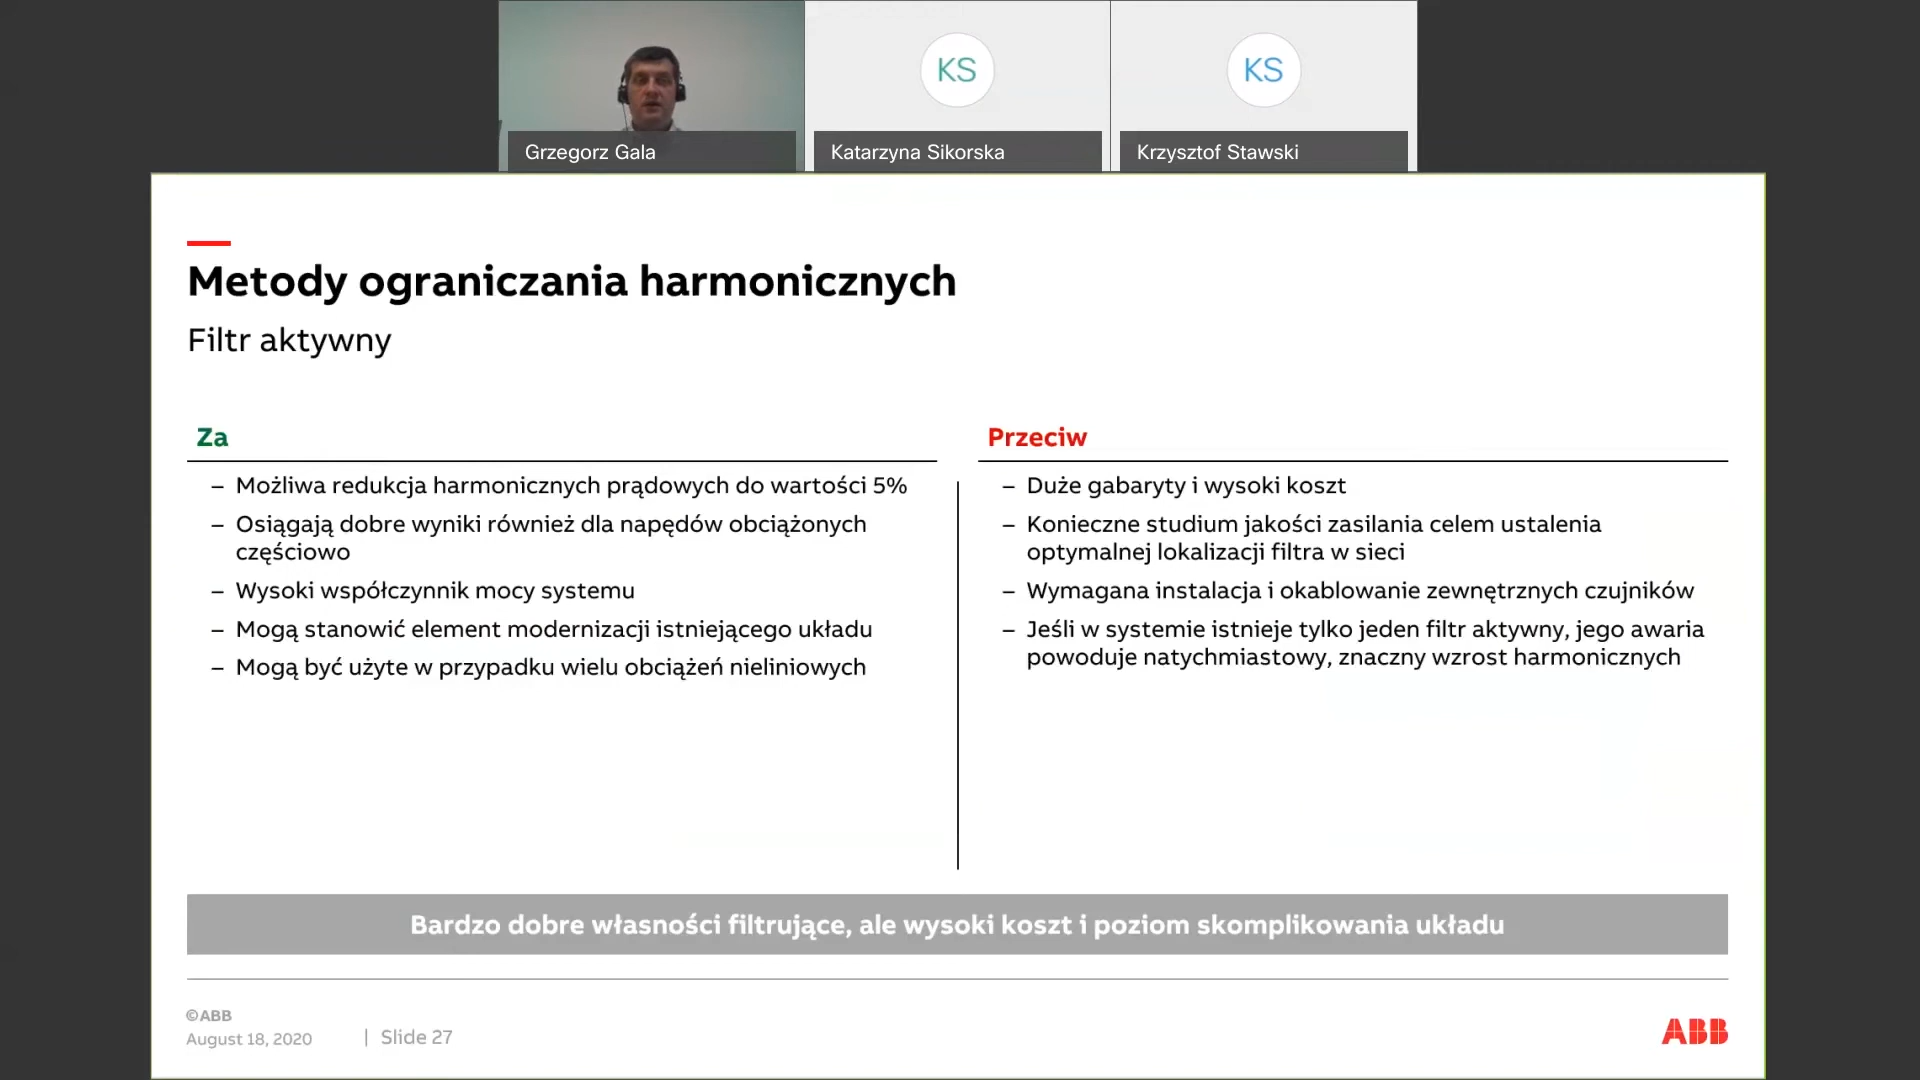 KS
KS
Grzegorz Gala
Katarzyna Sikorska
Krzysztof Stawski
Metody ograniczania harmonicznych
Filtr aktywny
Za
– Możliwa redukcja harmonicznych prądowych do wartości 5%
– Osiągają dobre wyniki również dla napędów obciążonych
częściowo
– Wysoki współczynnik mocy systemu
– Mogą stanowić element modernizacji istniejącego układu
– Mogą być użyte w przypadku wielu obciążeń nieliniowych
Przeciw
– Duże gabaryty i wysoki koszt
– Konieczne studium jakości zasilania celem ustalenia
optymalnej lokalizacji filtra w sieci
– Wymagana instalacja i okablowanie zewnętrznych czujników
– Jeśli w systemie istnieje tylko jeden filtr aktywny, jego awaria
powoduje natychmiastowy, znaczny wzrost harmonicznych
Bardzo dobre własności filtrujące, ale wysoki koszt i poziom skomplikowania układu
©ABB
August 18, 2020 | Slide 27
ABB